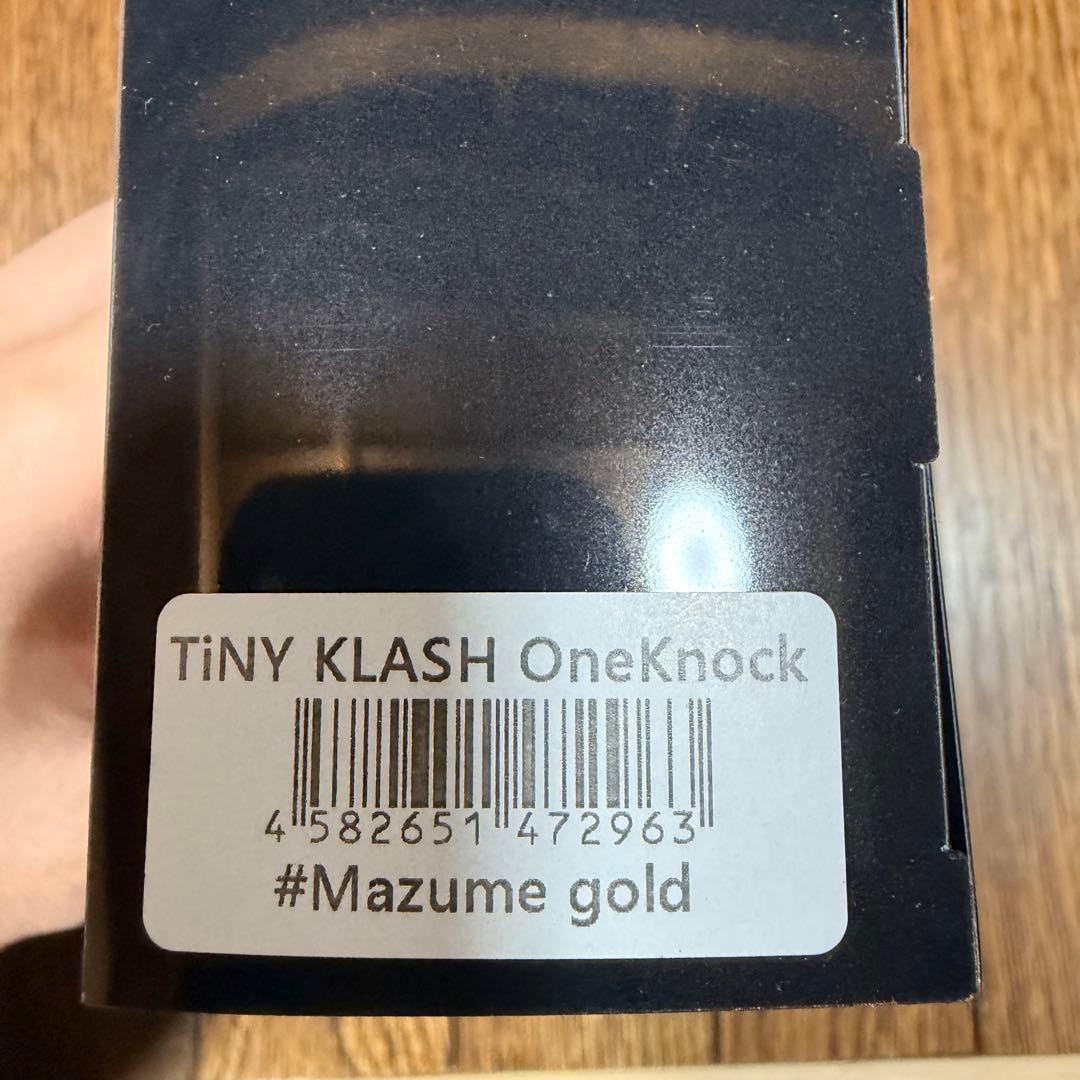 TiNY KLASH OneKnock
4 582651 472963
#Mazume gold